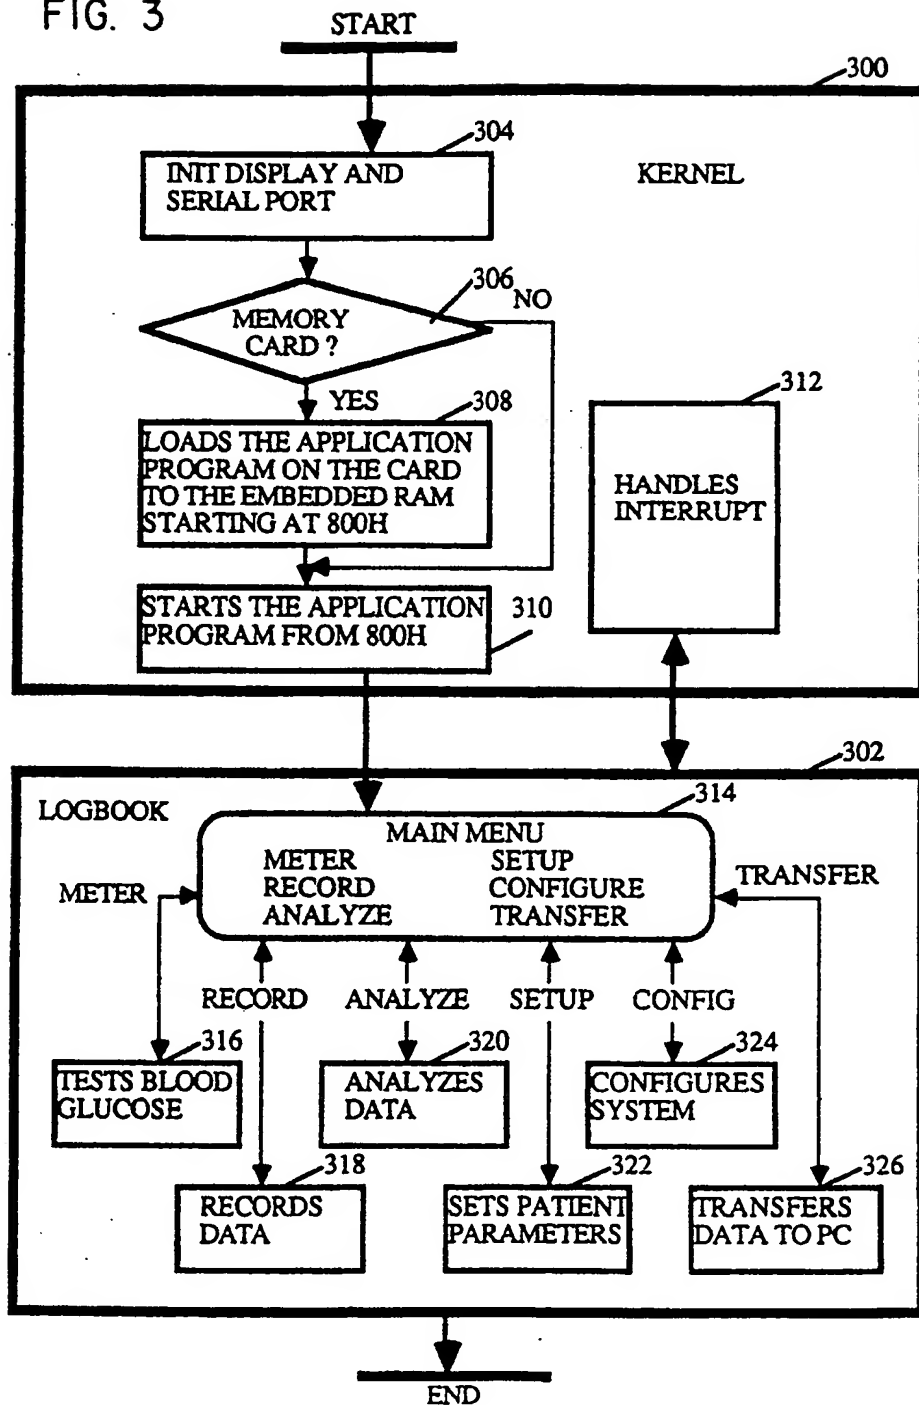 FIG. 3
START
300
304
INIT DISPLAY AND
SERIAL PORT
KERNEL
306
NO
MEMORY
CARD ?
YES
308
312
LOADS THE APPLICATION
PROGRAM ON THE CARD
TO THE EMBEDDED RAM
STARTING AT 800H
HANDLES
INTERRUPT
STARTS THE APPLICATION
PROGRAM FROM 800H
310
302
LOGBOOK
314
MAIN MENU
METER SETUP
RECORD CONFIGURE
ANALYZE TRANSFER
METER
TRANSFER
RECORD
ANALYZE
SETUP
CONFIG
316
TESTS BLOOD
GLUCOSE
320
ANALYZES
DATA
324
CONFIGURES
SYSTEM
318
RECORDS
DATA
322
SETS PATIENT
PARAMETERS
326
TRANSFERS
DATA TO PC
END